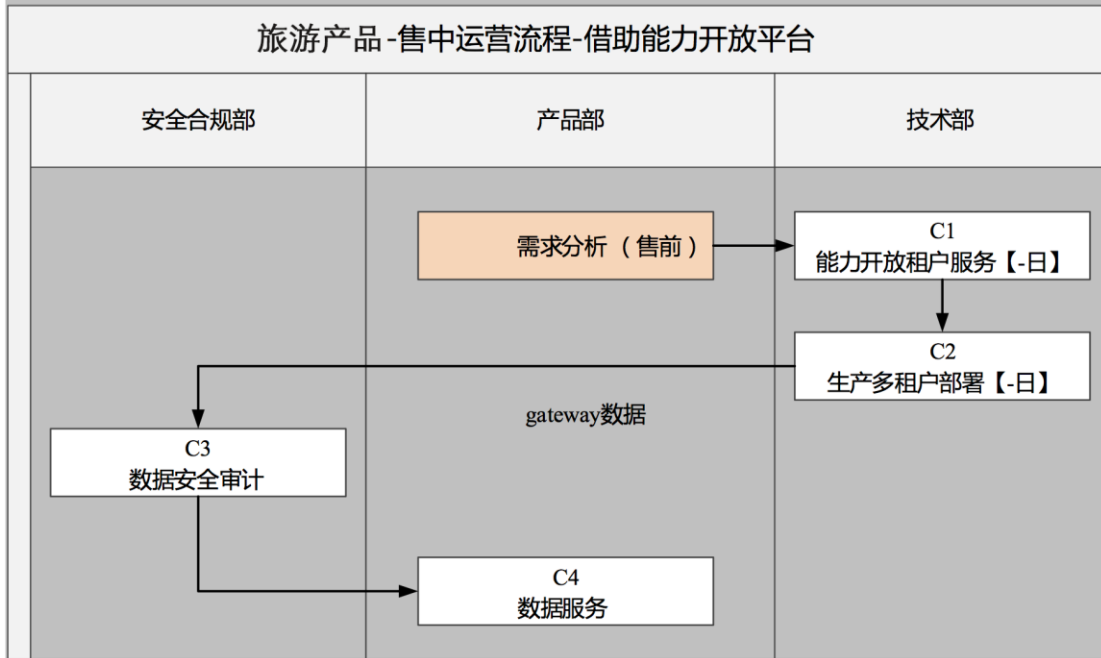 旅游产品-售中运营流程-借助能力开放平台
安全合规部
产品部
技术部
需求分析（售前）
C1
能力开放租户服务【-日】
C2
生产多租户部署【-日】
gateway数据
C3
数据安全审计
C4
数据服务